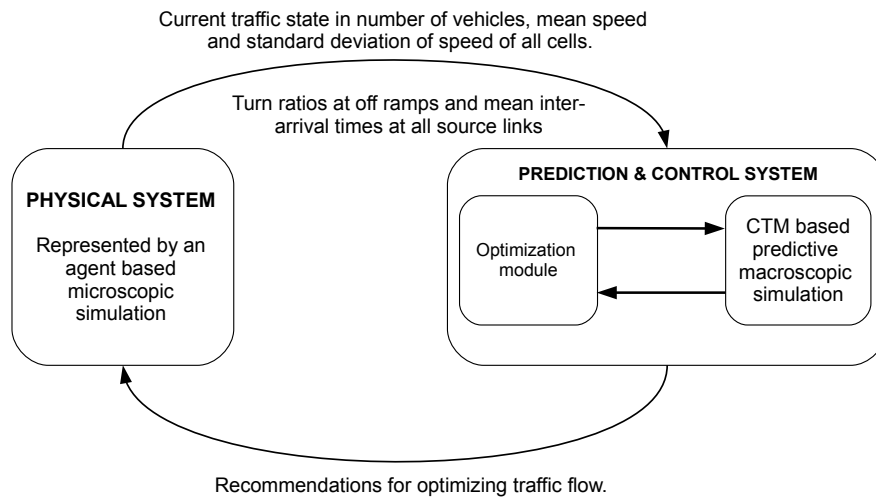 Current traffic state in number of vehicles, mean speed
and standard deviation of speed of all cells.
Turn ratios at off ramps and mean inter-
arrival times at all source links
PHYSICAL SYSTEM
Represented by an
agent based
microscopic
simulation
PREDICTION & CONTROL SYSTEM
Optimization
module
CTM based
predictive
macroscopic
simulation
Recommendations for optimizing traffic flow.